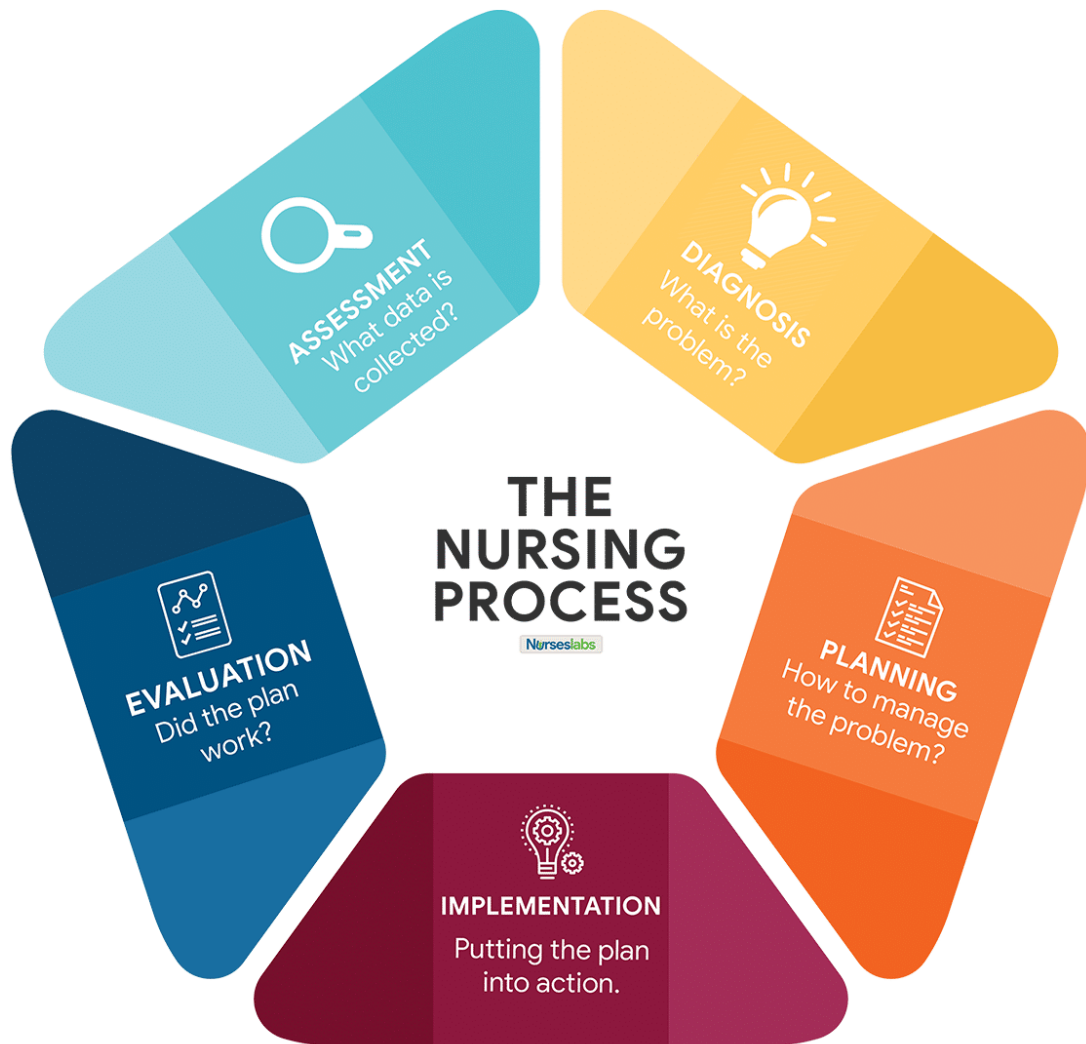 ASSESSMENT
What data is
collected?
DIAGNOSIS
What is the
problem?
THE
NURSING
PROCESS
Nurseslabs
PLANNING
How to manage
the problem?
IMPLEMENTATION
Putting the plan
into action.
EVALUATION
Did the plan
work?